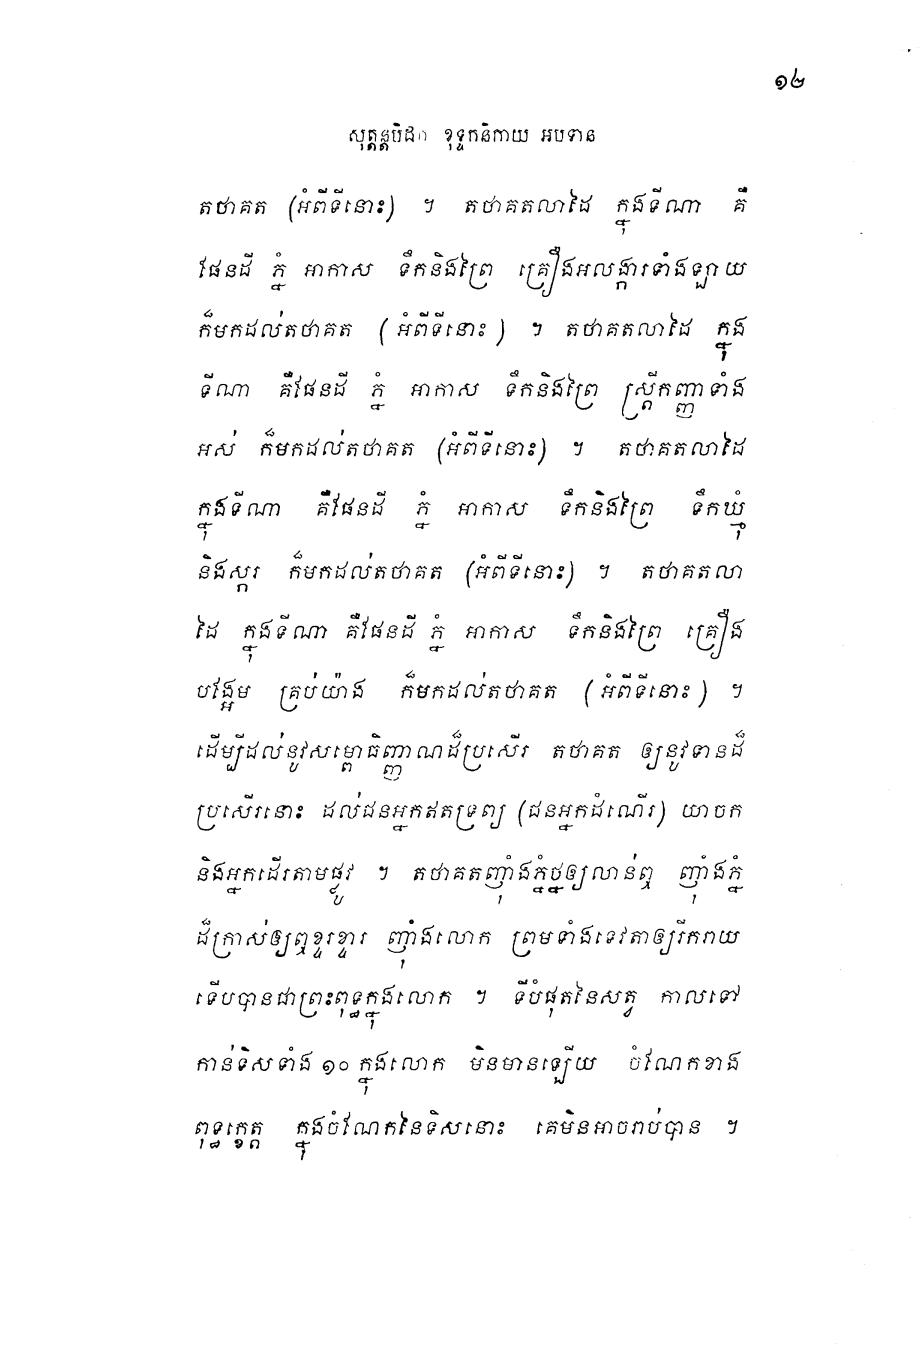 ១២
សុត្តន្តបិដក ខុទ្ទកនិកាយ អបទាន
តថាគត (អំពីទីនោះ) ។ តថាគតលាដៃ ក្នុងទីណា គឺ
ផែនដី ភ្នំ អាកាស ទឹកនិងព្រៃ គ្រឿងអលង្ការទាំងឡាយ
ក៏មកដល់តថាគត ( អំពីទីនោះ ) ។ តថាគតលាដៃ ក្នុង
ទីណា គឺផែនដី ភ្នំ អាកាស ទឹកនិងព្រៃ ស្រ្តីកញ្ញាទាំង
អស់ ក៏មកដល់តថាគត (អំពីទីនោះ) ។ តថាគតលាដៃ
ក្នុងទីណា គឺផែនដី ភ្នំ អាកាស ទឹកនិងព្រៃ ទឹកឃ្មុំ
និងស្ករ ក៏មកដល់តថាគត (អំពីទីនោះ) ។ តថាគតលា
ដៃ ក្នុងទីណា គឺផែនដី ភ្នំ អាកាស ទឹកនិងព្រៃ គ្រឿង
បង្អែម គ្រប់យ៉ាង ក៏មកដល់តថាគត ( អំពីទីនោះ ) ។
ដើម្បីដល់នូវសម្ពោធិញ្ញាណដ៏ប្រសើរ តថាគត ឲ្យនូវទានដ៏
ប្រសើរនោះ ដល់ជនអ្នកឥតទ្រព្យ (ជនអ្នកដំណើរ) យាចក
និងអ្នកដើរតាមផ្លូវ ។ តថាគតញុំាងភ្នំថ្មឲ្យលាន់ឮ ញុំាងភ្នំ
ដ៏ក្រាស់ឲ្យឮខ្ទរខ្ទារ ញុំាងលោក ព្រមទាំងទេវតាឲ្យរីករាយ
ទើបបានជាព្រះពុទ្ធក្នុងលោក ។ ទីបំផុតនៃសត្វ កាលទៅ
កាន់ទិសទាំង ១០ ក្នុងលោក មិនមានឡើយ ចំណែកខាង
ពុទ្ធក្ខេត្ត ក្នុងចំណែកនៃទិសនោះ គេមិនអាចរាប់បាន ។